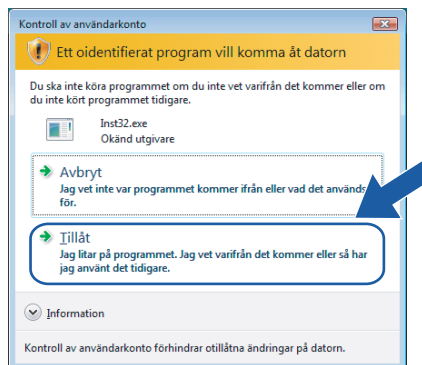 Kontroll av användarkonto
Ett oidentifierat program vill komma åt datorn
Du ska inte köra programmet om du inte vet varifrån det kommer eller om
du inte kört programmet tidigare.
Inst32.exe
Okänd utgivare
Avbryt
Jag vet inte var programmet kommer ifrån eller vad det används
för.
Tillåt
Jag litar på programmet. Jag vet varifrån det kommer eller så har
jag använt det tidigare.
Information
Kontroll av användarkonto förhindrar otillåtna ändringar på datorn.